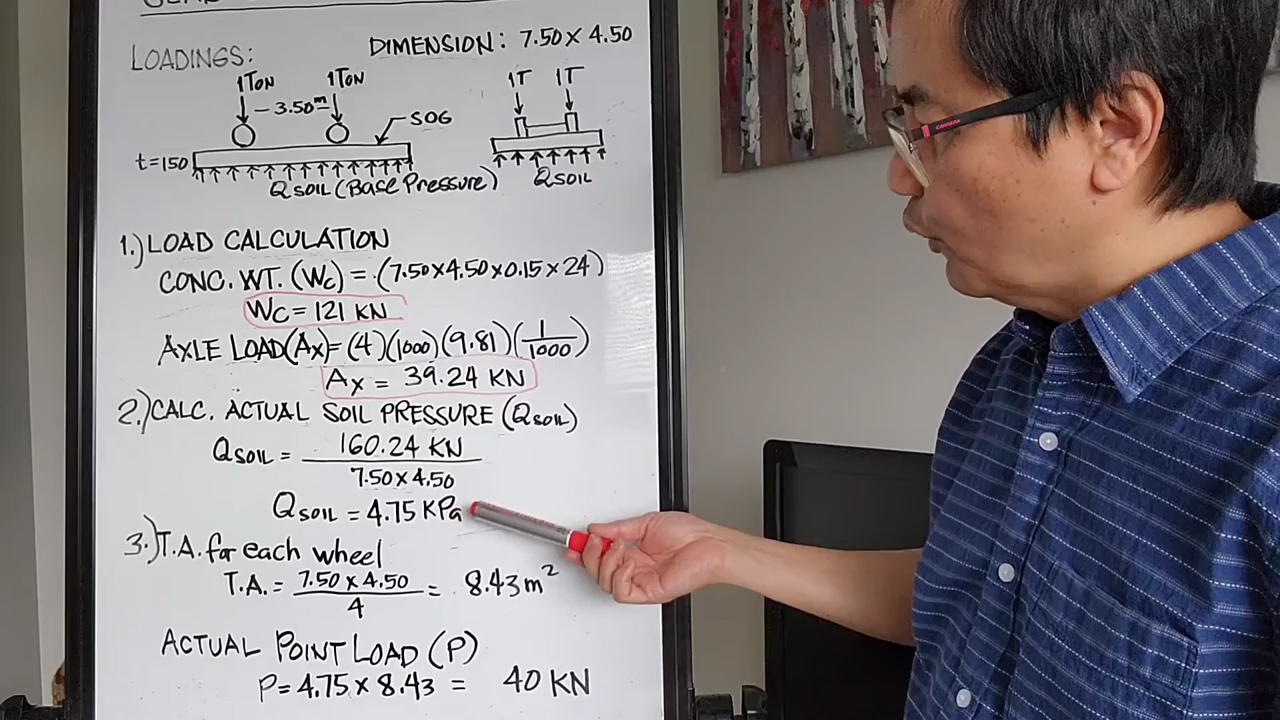 LOADINGS:
DIMENSION: 7.50 X 4.50
1TON 1TON
3.50m
SOG
t=150
QSOIL (Base Pressure)
1T 1T
QSOIL
1.) LOAD CALCULATION
CONC. WT. (Wc) = (7.50x4.50x0.15x24)
Wc = 121 KN
AXLE LOAD(Ax)= (4)(1000)(9.81)(1/1000)
Ax = 39.24 KN
2.) CALC. ACTUAL SOIL PRESSURE (QSOIL)
QSOIL = 160.24 KN
7.50x4.50
QSOIL = 4.75 KPa
3.) T.A. for each wheel
T.A. = 7.50 x 4.50 = 8.43m²
4
ACTUAL POINT LOAD (P)
P= 4.75 x 8.43 = 40 KN
CARRERA